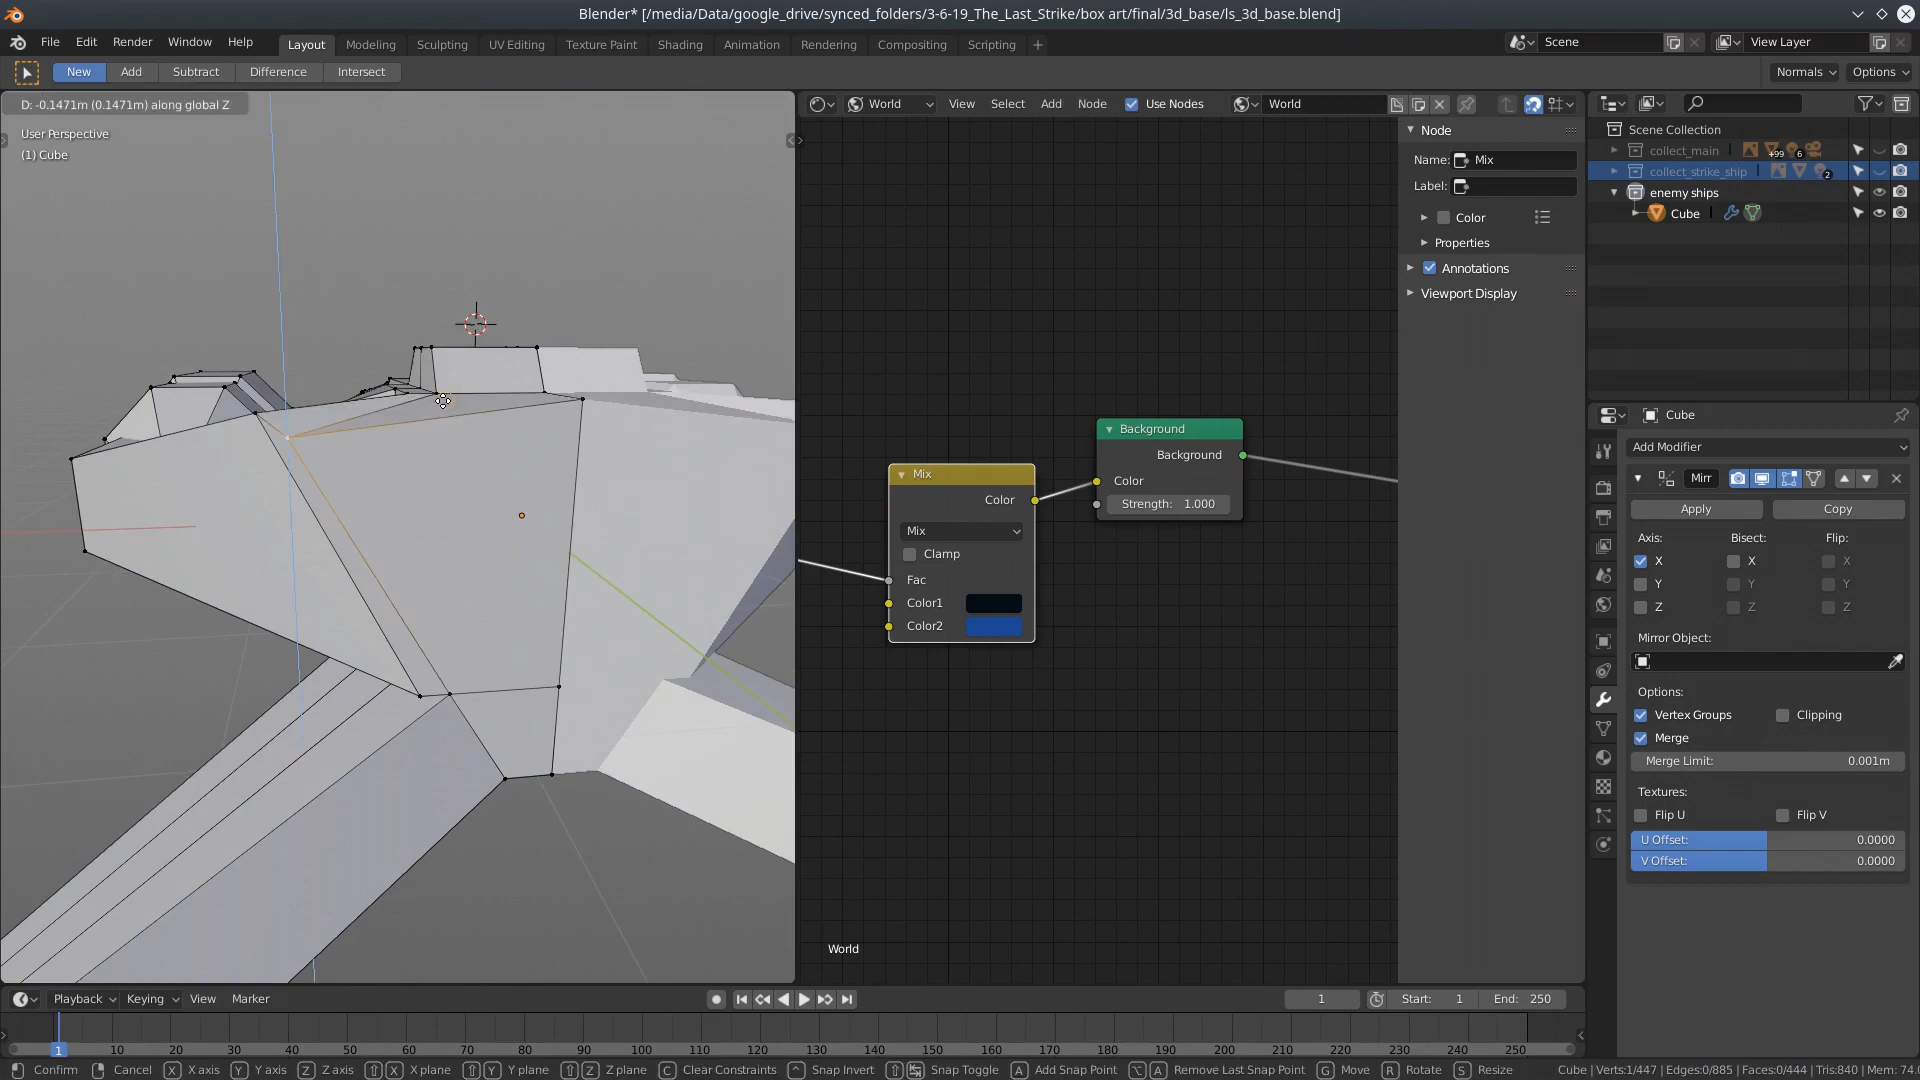 Blender* [/media/Data/google_drive/synced_folders/3-6-19_The_Last_Strike/box art/final/3d_base/ls_3d_base.blend]
File Edit Render Window Help Layout Modeling Sculpting UV Editing Texture Paint Shading Animation Rendering Compositing Scripting + Scene View Layer
New Add Subtract Difference Intersect Normals Options
D: -0.1471m (0.1471m) along global Z
User Perspective
(1) Cube
World View Select Add Node Use Nodes World
Node
Name: Mix
Label:
Color
Properties
Annotations
Viewport Display
Background
Background
Color
Strength: 1.000
Mix
Color
Mix
Clamp
Fac
Color1
Color2
World
Scene Collection
collect_main +99 6
collect_strike_ship 2
enemy ships
Cube
Cube
Add Modifier
Mirr
Apply Copy
Axis: Bisect: Flip:
X X X
Y Y Y
Z Z Z
Mirror Object:
Options:
Vertex Groups Clipping
Merge
Merge Limit: 0.001m
Textures:
Flip U Flip V
U Offset: 0.0000
V Offset: 0.0000
Playback Keying View Marker 1 Start: 1 End: 250
1 10 20 30 40 50 60 70 80 90 100 110 120 130 140 150 160 170 180 190 200 210 220 230 240 250
Confirm Cancel X X axis Y Y axis Z Z axis X X plane Y Y plane Z Z plane C Clear Constraints ^ Snap Invert Snap Toggle A Add Snap Point A Remove Last Snap Point G Move R Rotate S Resize Cube | Verts:1/447 | Edges:0/885 | Faces:0/444 | Tris:840 | Mem: 74.